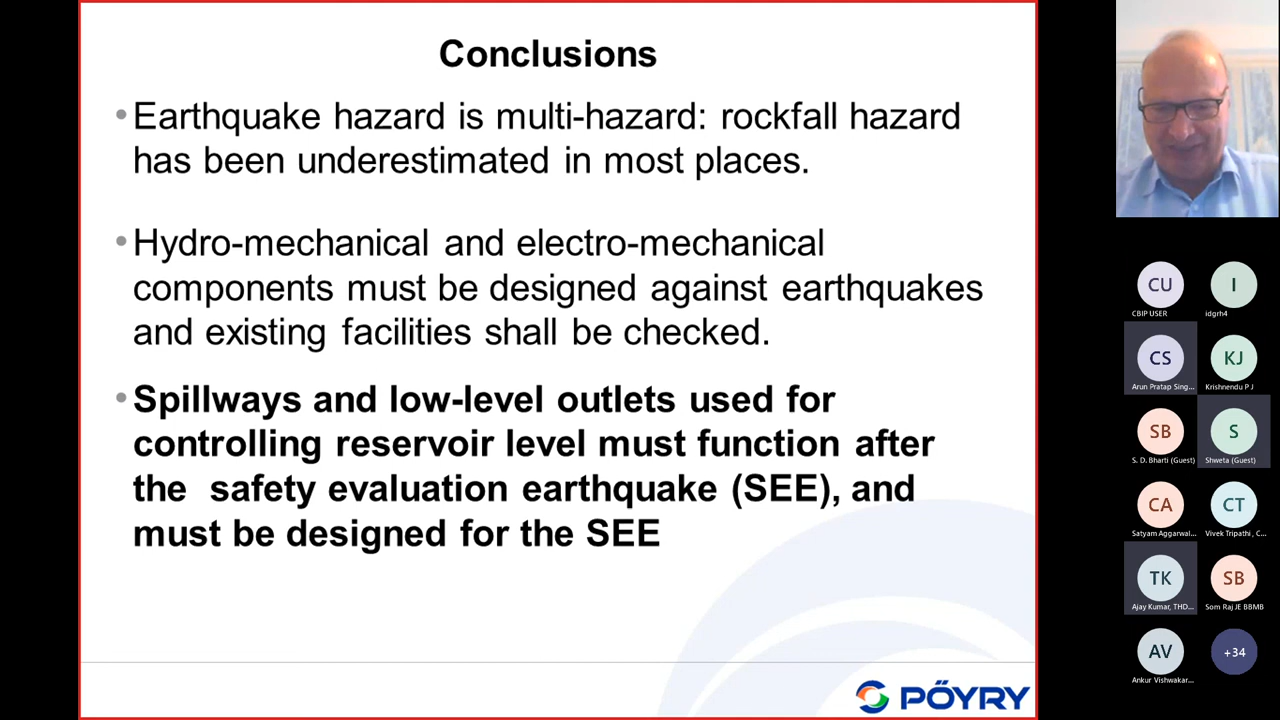 Conclusions
•Earthquake hazard is multi-hazard: rockfall hazard
has been underestimated in most places.
•Hydro-mechanical and electro-mechanical
components must be designed against earthquakes
and existing facilities shall be checked.
•Spillways and low-level outlets used for
controlling reservoir level must function after
the safety evaluation earthquake (SEE), and
must be designed for the SEE
PŐYRY
CU
CBIP USER
I
idgrh4
CS
Arun Pratap Sing...
KJ
Krishnendu P J
SB
S. D. Bharti (Guest)
S
Shweta (Guest)
CA
Satyam Aggarwal...
CT
Vivek Tripathi , C...
TK
Ajay Kumar, THD...
SB
Som Raj JE BBMB
AV
Ankur Vishwakar...
+34